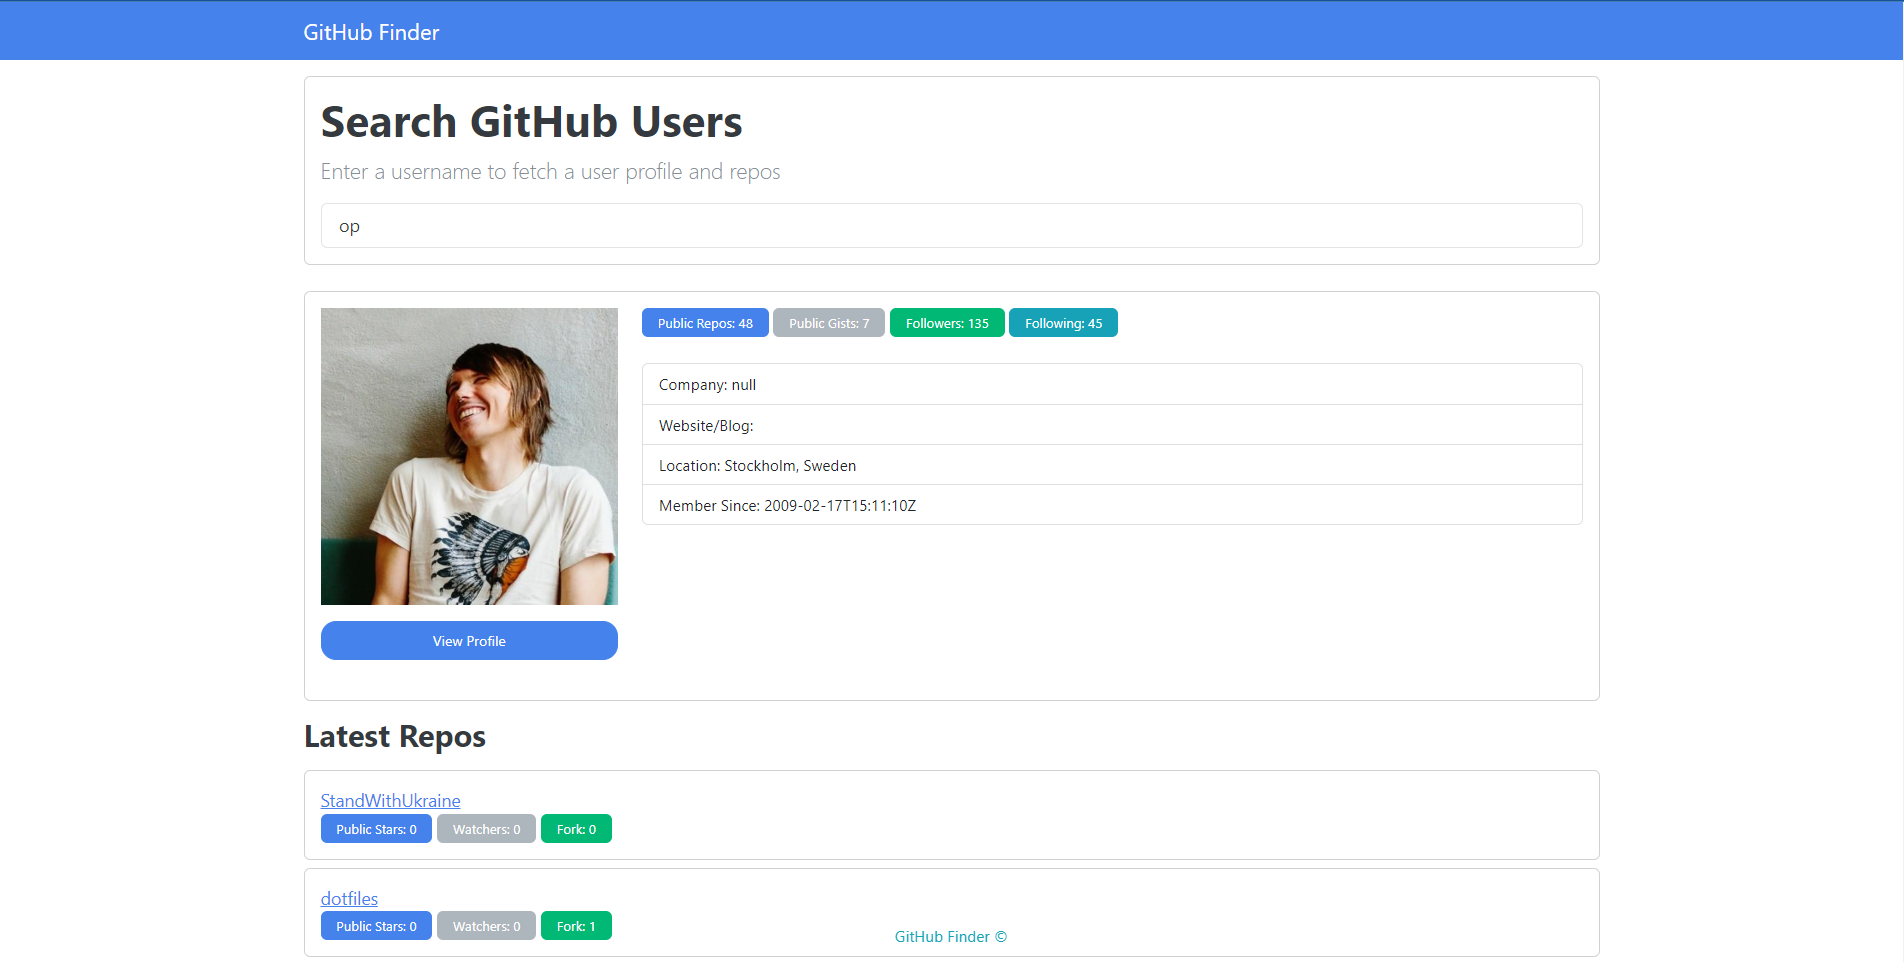 GitHub Finder
Search GitHub Users
Enter a username to fetch a user profile and repos
op
Public Repos: 48 Public Gists: 7 Followers: 135 Following: 45
Company: null
Website/Blog:
Location: Stockholm, Sweden
Member Since: 2009-02-17T15:11:10Z
View Profile
Latest Repos
StandWithUkraine
Public Stars: 0 Watchers: 0 Fork: 0
dotfiles
Public Stars: 0 Watchers: 0 Fork: 1
GitHub Finder ©